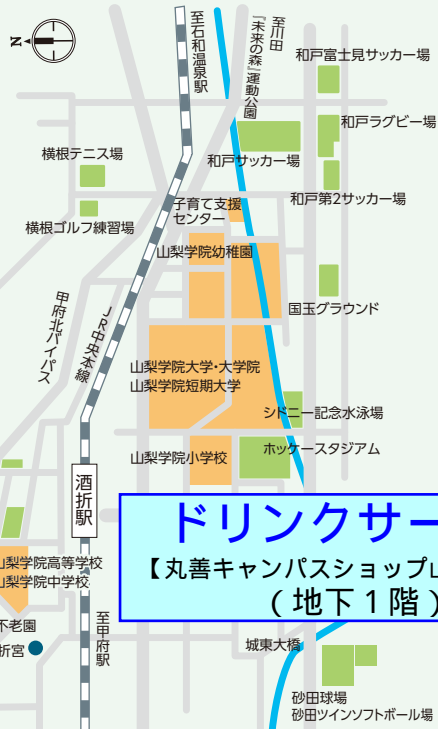 N
至石和温泉駅
至川田
『未来の森』運動公園
和戸富士見サッカー場
和戸ラグビー場
横根テニス場
和戸サッカー場
和戸第2サッカー場
子育て支援
センター
横根ゴルフ練習場
山梨学院幼稚園
甲府北バイパス
JR中央本線
国玉グラウンド
山梨学院大学・大学院
山梨学院短期大学
シドニー記念水泳場
山梨学院小学校
ホッケースタジアム
酒折駅
ドリンクサー
【丸善キャンパスショップ山
（地下１階）
山梨学院高等学校
山梨学院中学校
不老園
折宮
至甲府駅
城東大橋
砂田球場
砂田ツインソフトボール場